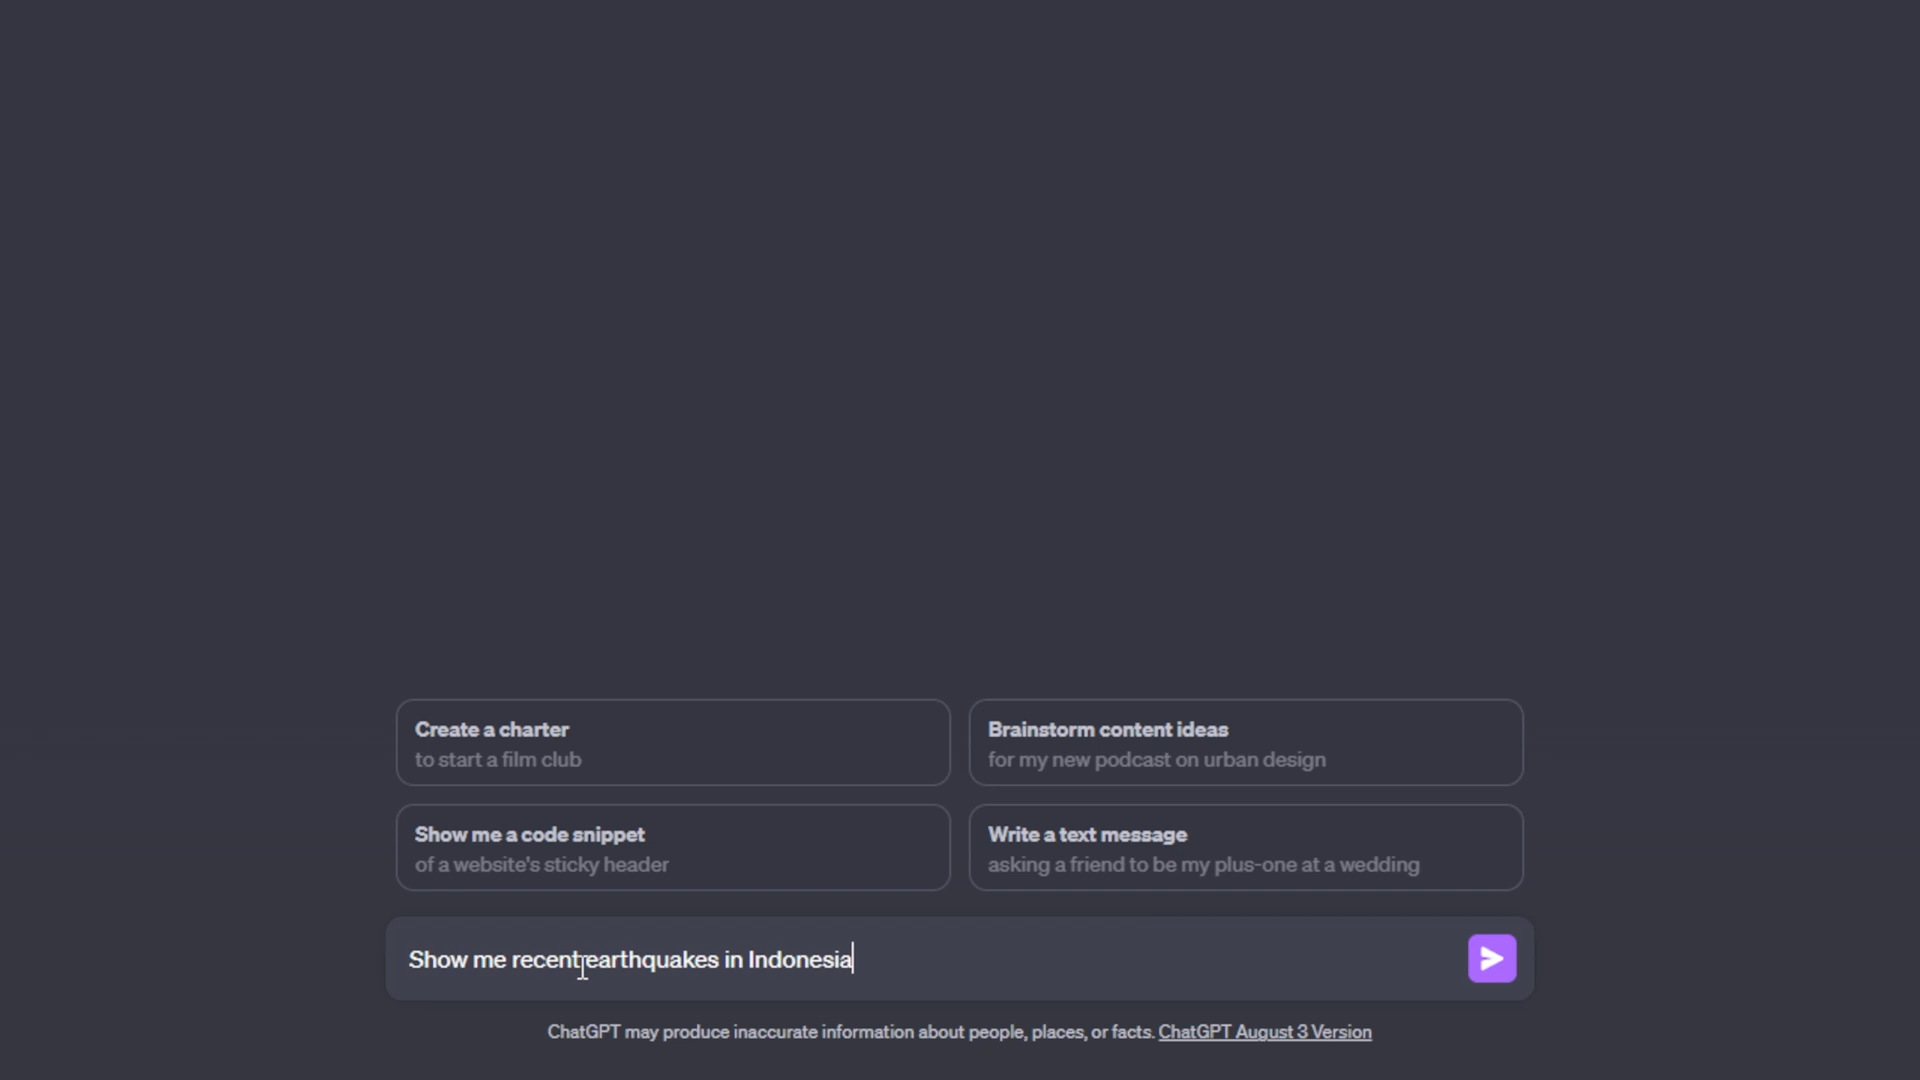 Create a charter
to start a film club
Brainstorm content ideas
for my new podcast on urban design
Show me a code snippet
of a website's sticky header
Write a text message
asking a friend to be my plus-one at a wedding
Show me recent earthquakes in Indonesia
ChatGPT may produce inaccurate information about people, places, or facts. ChatGPT August 3 Version